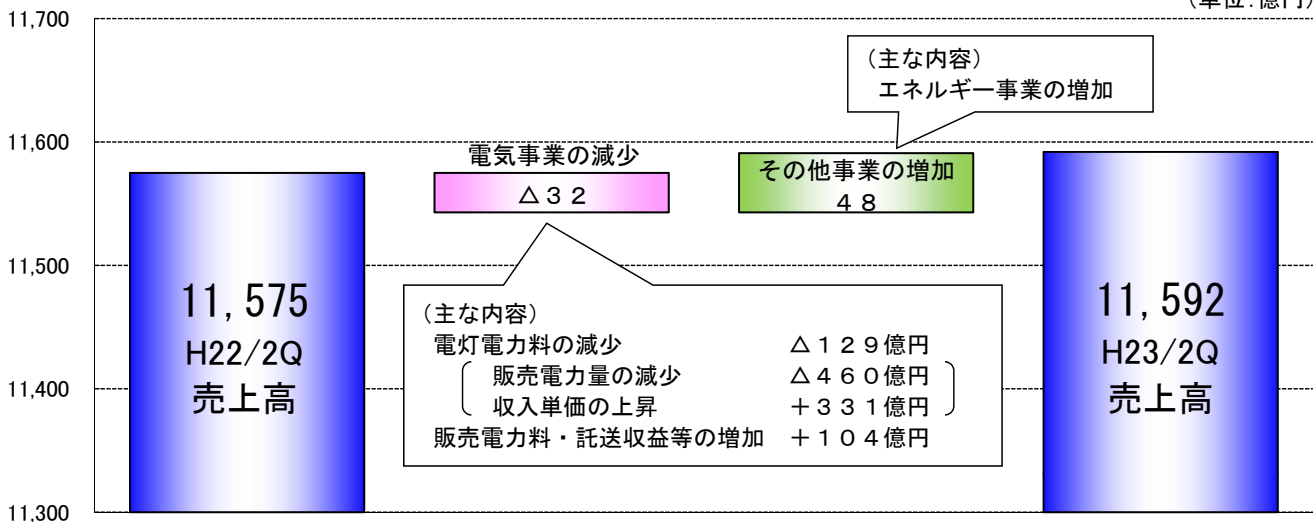 （単位：億円）
11,700
11,600
11,500
11,400
11,300
（主な内容）
エネルギー事業の増加
電気事業の減少
△３２
その他事業の増加
４８
11,575
H22/2Q
売上高
（主な内容）
電灯電力料の減少 △１２９億円
販売電力量の減少 △４６０億円
収入単価の上昇 ＋３３１億円
販売電力料・託送収益等の増加 ＋１０４億円
11,592
H23/2Q
売上高